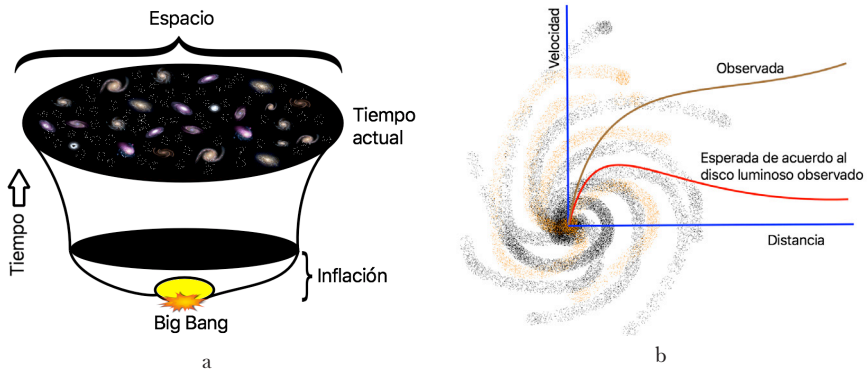 Espacio
Tiempo
actual
Tiempo
Inflación
Big Bang
a
Velocidad
Observada
Esperada de acuerdo al
disco luminoso observado
Distancia
b